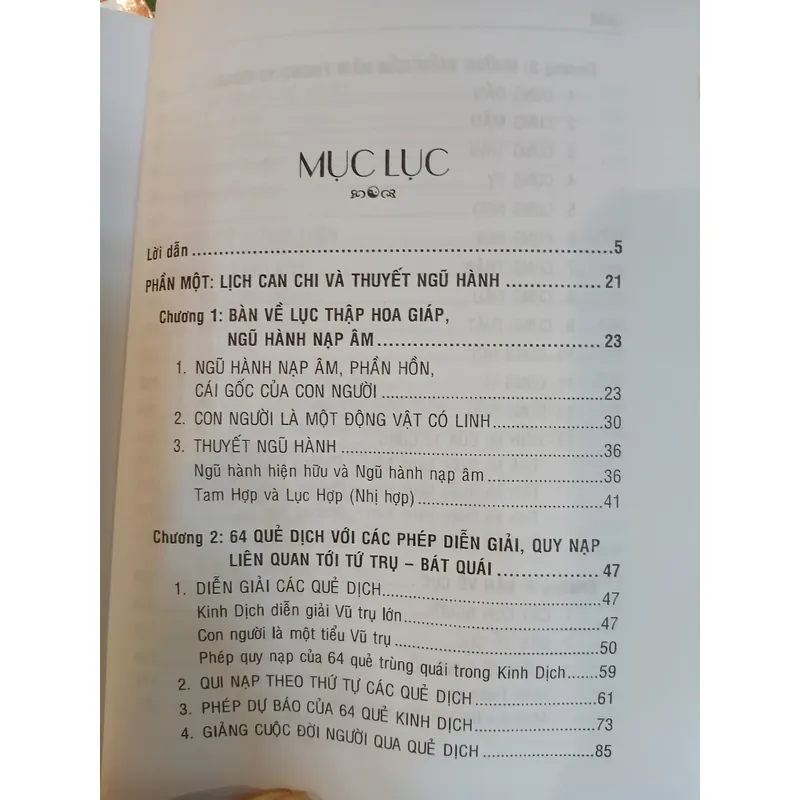 MỤC LỤC
Lời dẫn ........ 5
PHẦN MỘT: LỊCH CAN CHI VÀ THUYẾT NGŨ HÀNH ........ 21
Chương 1: BÀN VỀ LỤC THẬP HOA GIÁP,
NGŨ HÀNH NẠP ÂM ........ 23
1. NGŨ HÀNH NẠP ÂM, PHẦN HỒN,
CÁI GỐC CỦA CON NGƯỜI ........ 23
2. CON NGƯỜI LÀ MỘT ĐỘNG VẬT CÓ LINH ........ 30
3. THUYẾT NGŨ HÀNH ........ 36
Ngũ hành hiện hữu và Ngũ hành nạp âm ........ 36
Tam Hợp và Lục Hợp (Nhị hợp) ........ 41
Chương 2: 64 QUẺ DỊCH VỚI CÁC PHÉP DIỄN GIẢI, QUY NẠP
LIÊN QUAN TỚI TỨ TRỤ – BÁT QUÁI ........ 47
1. DIỄN GIẢI CÁC QUẺ DỊCH ........ 47
Kinh Dịch diễn giải Vũ trụ lớn ........ 47
Con người là một tiểu Vũ trụ ........ 50
Phép quy nạp của 64 quẻ trùng quái trong Kinh Dịch ...... 59
2. QUI NẠP THEO THỨ TỰ CÁC QUẺ DỊCH ........ 61
3. PHÉP DỰ BÁO CỦA 64 QUẺ KINH DỊCH ........ 73
4. GIẢNG CUỘC ĐỜI NGƯỜI QUA QUẺ DỊCH ........ 85